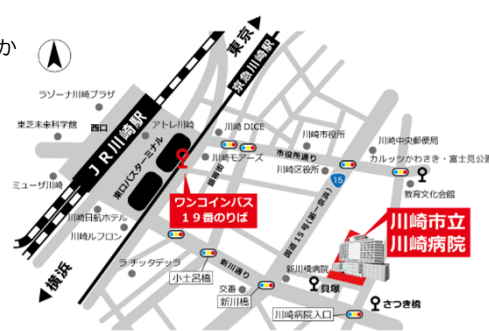 か
東京
京急川崎駅
ラゾーナ川崎プラザ
東芝未来科学館
西口
アトレ川崎
JR川崎駅
東口バスターミナル
川崎 DICE
川崎モアーズ
川崎市役所
市役所通り
川崎区役所
川崎中央郵便局
カルッツかわさき・富士見公園
教育文化会館
ミューザ川崎
銀柳街
15
国道15号(第一京浜)
ワンコインバス
19番のりば
川崎市立
川崎病院
川崎日航ホテル
川崎ルフロン
ラ チッタデッラ
小土呂橋
新川通り
交番
新川橋
新川橋病院
貝塚
さつき橋
川崎病院入口
横浜